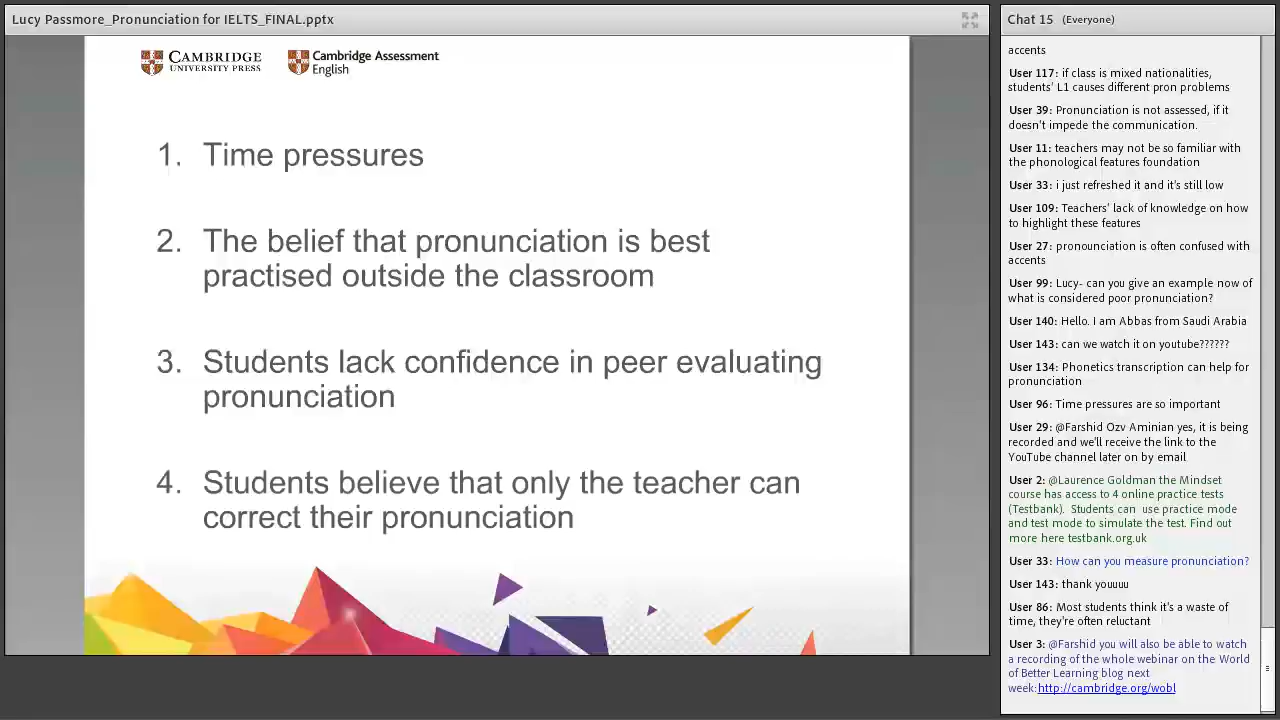 Lucy Passmore_Pronunciation for IELTS_FINAL.pptx
CAMBRIDGE
UNIVERSITY PRESS
Cambridge Assessment
English
1. Time pressures
2. The belief that pronunciation is best
practised outside the classroom
3. Students lack confidence in peer evaluating
pronunciation
4. Students believe that only the teacher can
correct their pronunciation
Chat 15 (Everyone)
accents
User 117: if class is mixed nationalities,
students' L1 causes different pron problems
User 39: Pronunciation is not assessed, if it
doesn't impede the communication.
User 11: teachers may not be so familiar with
the phonological features foundation
User 33: i just refreshed it and it's still low
User 109: Teachers' lack of knowledge on how
to highlight these features
User 27: pronounciation is often confused with
accents
User 99: Lucy- can you give an example now of
what is considered poor pronunciation?
User 140: Hello. I am Abbas from Saudi Arabia
User 143: can we watch it on youtube??????
User 134: Phonetics transcription can help for
pronunciation
User 96: Time pressures are so important
User 29: @Farshid Ozv Aminian yes, it is being
recorded and we'll receive the link to the
YouTube channel later on by email
User 2: @Laurence Goldman the Mindset
course has access to 4 online practice tests
(Testbank). Students can use practice mode
and test mode to simulate the test. Find out
more here testbank.org.uk
User 33: How can you measure pronunciation?
User 143: thank youuuu
User 86: Most students think it's a waste of
time, they're often reluctant
User 3: @Farshid you will also be able to watch
a recording of the whole webinar on the World
of Better Learning blog next
week: http://cambridge.org/wobl